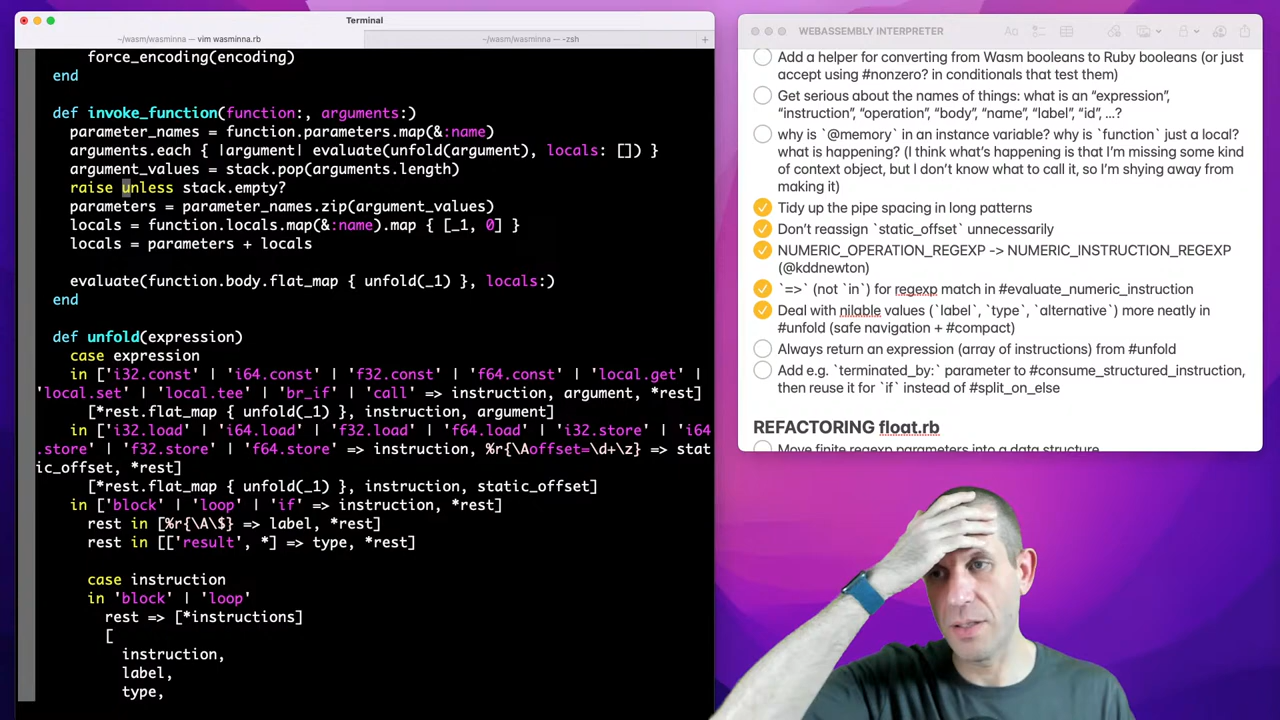 Terminal
~/wasm/wasminna — vim wasminna.rb
~/wasm/wasminna — -zsh
force_encoding(encoding)
end
def invoke_function(function:, arguments:)
parameter_names = function.parameters.map(&:name)
arguments.each { |argument| evaluate(unfold(argument), locals: []) }
argument_values = stack.pop(arguments.length)
raise unless stack.empty?
parameters = parameter_names.zip(argument_values)
locals = function.locals.map(&:name).map { [_1, 0] }
locals = parameters + locals
evaluate(function.body.flat_map { unfold(_1) }, locals:)
end
def unfold(expression)
case expression
in ['i32.const' | 'i64.const' | 'f32.const' | 'f64.const' | 'local.get' |
'local.set' | 'local.tee' | 'br_if' | 'call' => instruction, argument, *rest]
[*rest.flat_map { unfold(_1) }, instruction, argument]
in ['i32.load' | 'i64.load' | 'f32.load' | 'f64.load' | 'i32.store' | 'i64
.store' | 'f32.store' | 'f64.store' => instruction, %r{\Aoffset=\d+\z} => stat
ic_offset, *rest]
[*rest.flat_map { unfold(_1) }, instruction, static_offset]
in ['block' | 'loop' | 'if' => instruction, *rest]
rest in [%r{\A\$} => label, *rest]
rest in [['result', *] => type, *rest]
case instruction
in 'block' | 'loop'
rest => [*instructions]
[
instruction,
label,
type,
WEBASSEMBLY INTERPRETER
Add a helper for converting from Wasm booleans to Ruby booleans (or just
accept using #nonzero? in conditionals that test them)
Get serious about the names of things: what is an “expression”,
“instruction”, “operation”, “body”, “name”, “label”, “id”, …?
why is `@memory` in an instance variable? why is `function` just a local?
what is happening? (I think what’s happening is that I’m missing some kind
of context object, but I don’t know what to call it, so I’m shying away from
making it)
Tidy up the pipe spacing in long patterns
Don’t reassign `static_offset` unnecessarily
NUMERIC_OPERATION_REGEXP -> NUMERIC_INSTRUCTION_REGEXP
(@kddnewton)
`=>` (not `in`) for regexp match in #evaluate_numeric_instruction
Deal with nilable values (`label`, `type`, `alternative`) more neatly in
#unfold (safe navigation + #compact)
Always return an expression (array of instructions) from #unfold
Add e.g. `terminated_by:` parameter to #consume_structured_instruction,
then reuse it for `if` instead of #split_on_else
REFACTORING float.rb
Move finite regexp parameters into a data structure